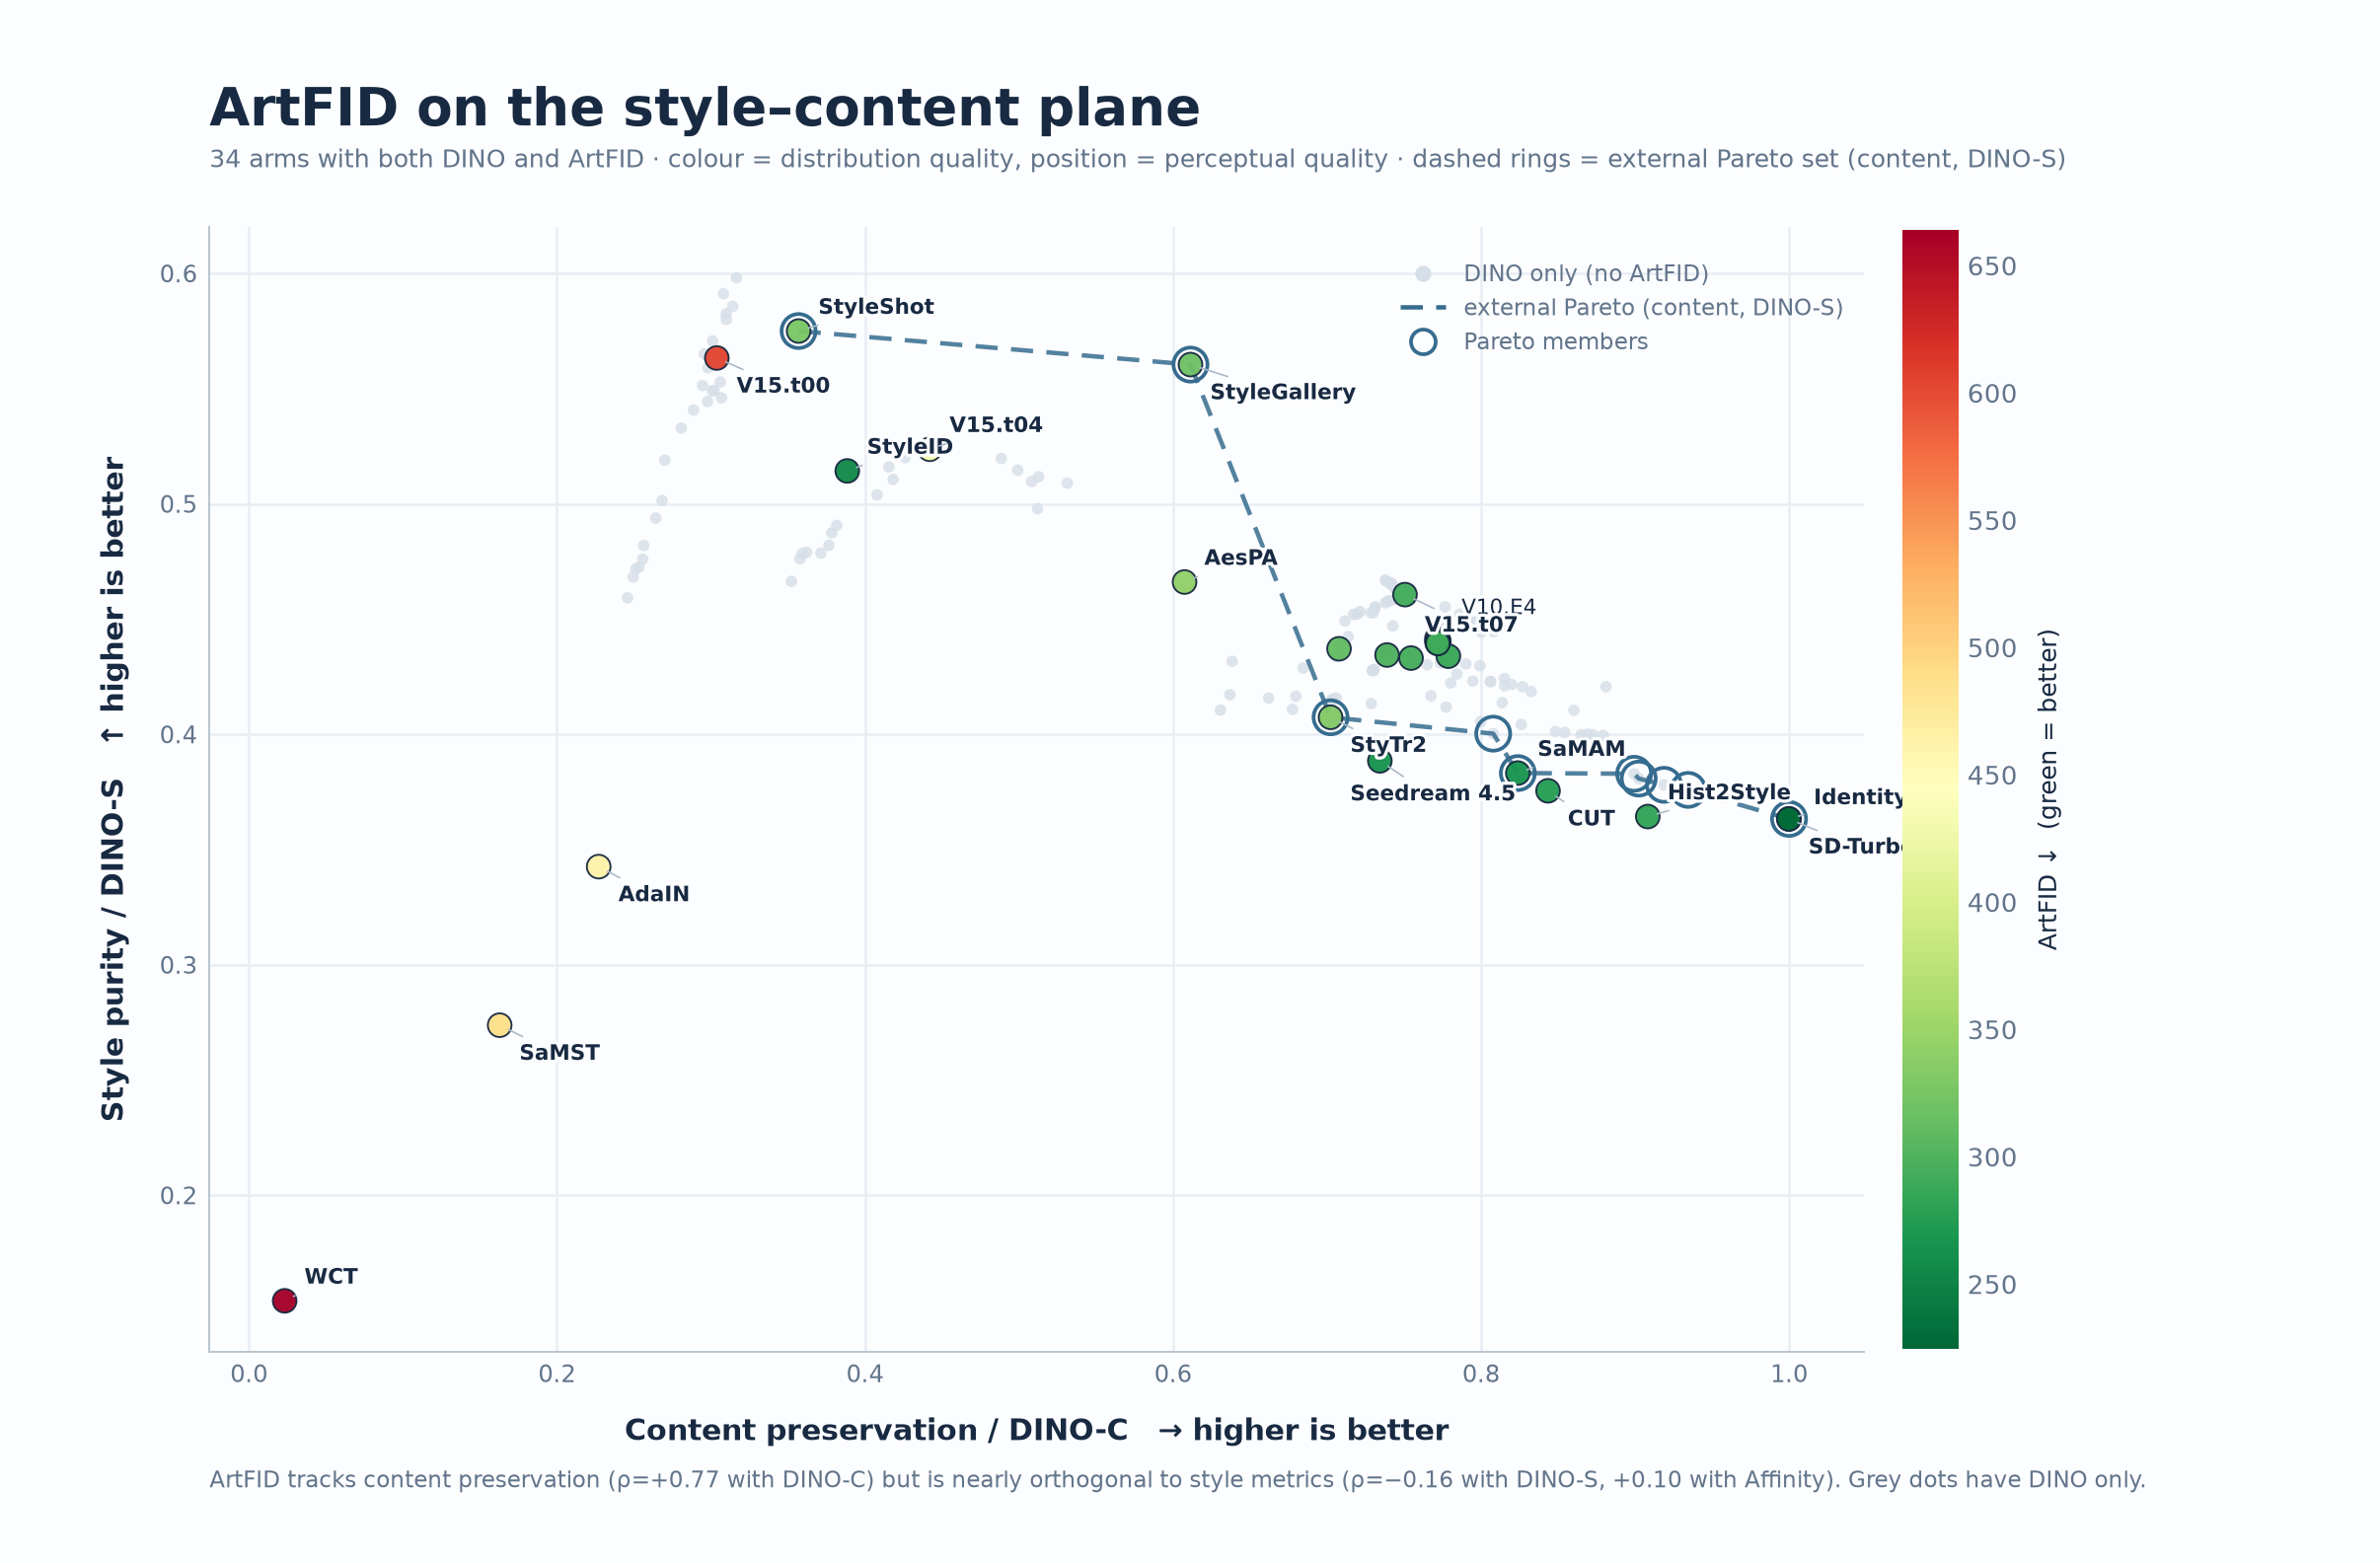 ArtFID on the style–content plane
34 arms with both DINO and ArtFID · colour = distribution quality, position = perceptual quality · dashed rings = external Pareto set (content, DINO-S)
DINO only (no ArtFID)
external Pareto (content, DINO-S)
Pareto members
Style purity / DINO-S ↑ higher is better
0.6
0.5
0.4
0.3
0.2
StyleShot
V15.t00
StyleGallery
V15.t04
StyleID
AesPA
V10.E4
V15.t07
StyTr2
SaMAM
Seedream 4.5
Hist2Style
Identity
CUT
SD-Turbo
AdaIN
SaMST
WCT
0.0 0.2 0.4 0.6 0.8 1.0
Content preservation / DINO-C → higher is better
650
600
550
500
450
400
350
300
250
ArtFID ↓ (green = better)
ArtFID tracks content preservation (ρ=+0.77 with DINO-C) but is nearly orthogonal to style metrics (ρ=−0.16 with DINO-S, +0.10 with Affinity). Grey dots have DINO only.